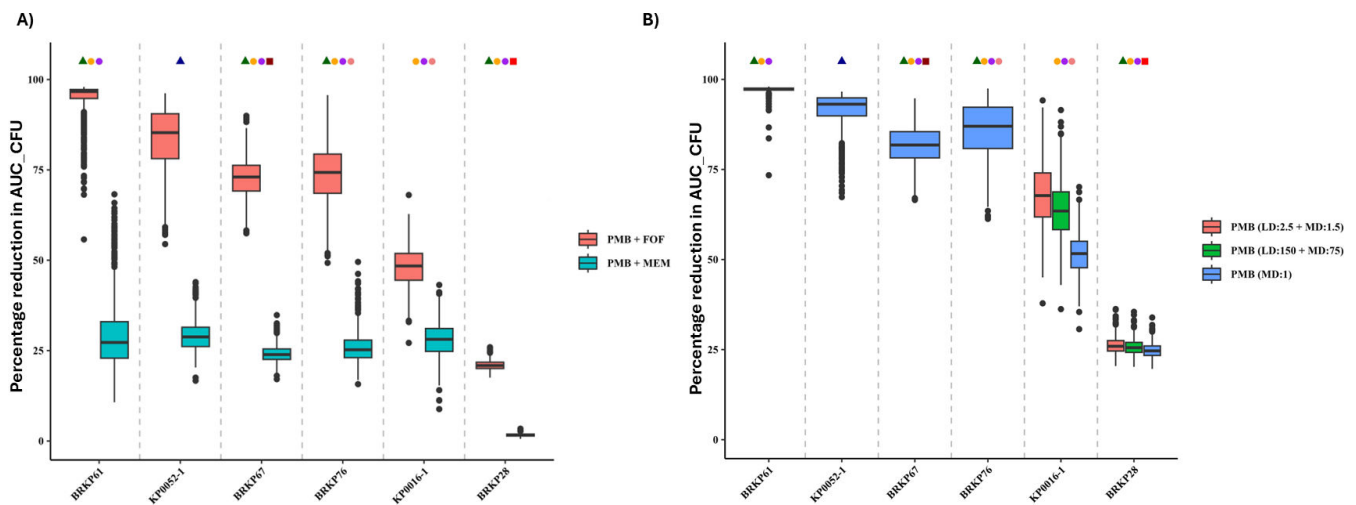 A)
Percentage reduction in AUC_CFU
100
75
50
25
0
BRKP61
KP0052-1
BRKP67
BRKP76
KP0016-1
BRKP28
PMB + FOF
PMB + MEM
B)
Percentage reduction in AUC_CFU
100
75
50
25
0
BRKP61
KP0052-1
BRKP67
BRKP76
KP0016-1
BRKP28
PMB (LD:2.5 + MD:1.5)
PMB (LD:150 + MD:75)
PMB (MD:1)